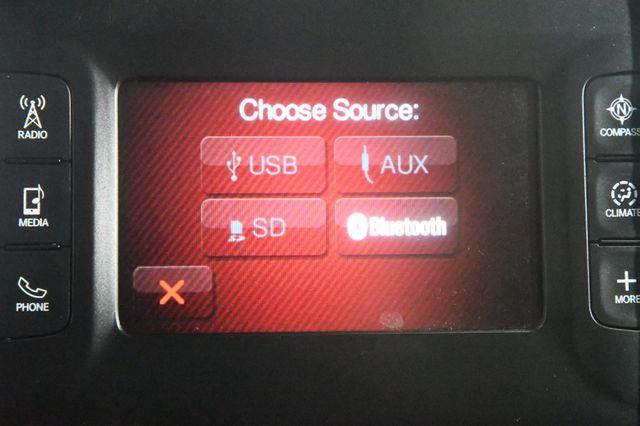 Choose Source:
USB
AUX
SD
Bluetooth
RADIO
MEDIA
PHONE
N
COMPASS
CLIMATE
MORE